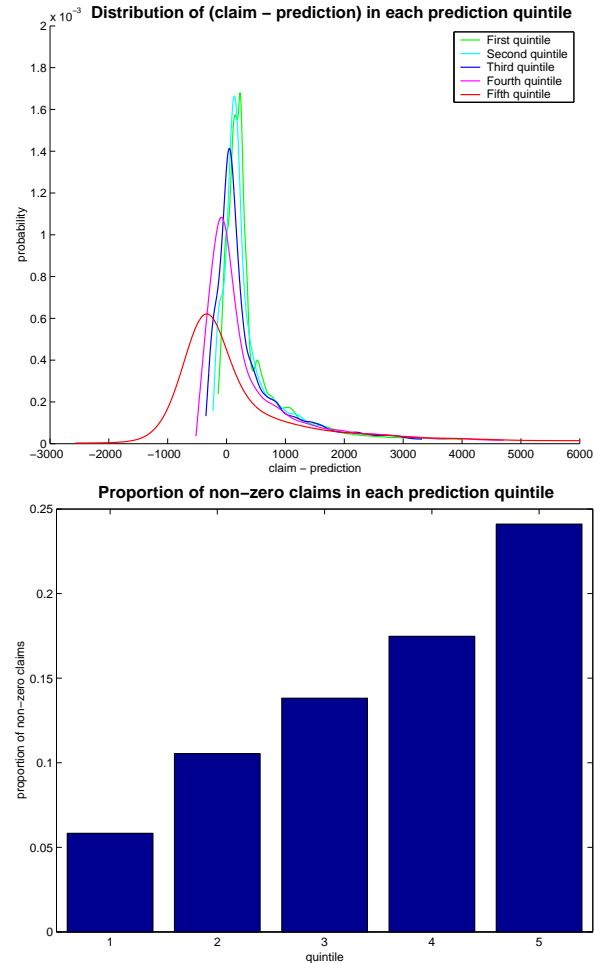 Distribution of (claim − prediction) in each prediction quintile
2 x 10−3
First quintile
Second quintile
Third quintile
Fourth quintile
Fifth quintile
1.8
1.6
1.4
1.2
1
0.8
0.6
0.4
0.2
0
probability
−3000 −2000 −1000 0 1000 2000 3000 4000 5000 6000
claim − prediction
Proportion of non−zero claims in each prediction quintile
0.25
0.2
0.15
0.1
0.05
0
proportion of non−zero claims
1 2 3 4 5
quintile